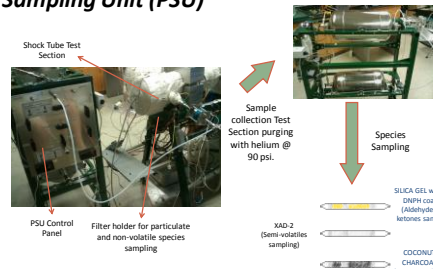 Sampling Unit (PSU)
Shock Tube Test
Section
Sample
collection Test
Section purging
with helium @
90 psi.
Species
Sampling
PSU Control
Panel
Filter holder for particulate
and non-volatile species
sampling
XAD-2
(Semi-volatiles
sampling)
SILICA GEL w
DNPH coa
(Aldehyde
ketones sam
COCONUT
CHARCOA